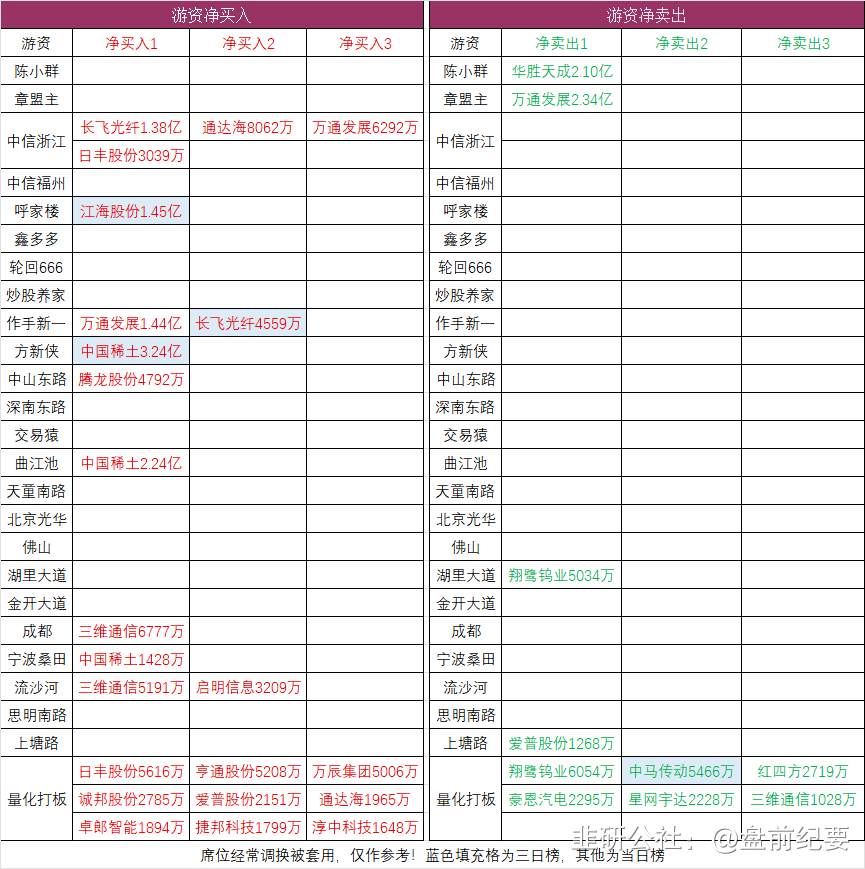 游资净买入 游资净卖出
游资 净买入1 净买入2 净买入3 游资 净卖出1 净卖出2 净卖出3
陈小群 陈小群 华胜天成2.10亿
章盟主 章盟主 万通发展2.34亿
中信浙江 长飞光纤1.38亿 通达海8062万 万通发展6292万 中信浙江
日丰股份3039万
中信福州 中信福州
呼家楼 江海股份1.45亿 呼家楼
鑫多多 鑫多多
轮回666 轮回666
炒股养家 炒股养家
作手新一 万通发展1.44亿 长飞光纤4559万 作手新一
方新侠 中国稀土3.24亿 方新侠
中山东路 腾龙股份4792万 中山东路
深南东路 深南东路
交易猿 交易猿
曲江池 中国稀土2.24亿 曲江池
天童南路 天童南路
北京光华 北京光华
佛山 佛山
湖里大道 湖里大道 翔鹭钨业5034万
金开大道 金开大道
成都 三维通信6777万 成都
宁波桑田 中国稀土1428万 宁波桑田
流沙河 三维通信5191万 启明信息3209万 流沙河
思明南路 思明南路
上塘路 上塘路 爱普股份1268万
量化打板 日丰股份5616万 亨通股份5208万 万辰集团5006万 量化打板 翔鹭钨业6054万 中马传动5466万 红四方2719万
诚邦股份2785万 爱普股份2151万 通达海1965万 豪恩汽电2295万 星网宇达2228万 三维通信1028万
卓郎智能1894万 捷邦科技1799万 淳中科技1648万
韭研公社：@盘前纪要
席位经常调换被套用，仅作参考！蓝色填充格为三日榜，其他为当日榜